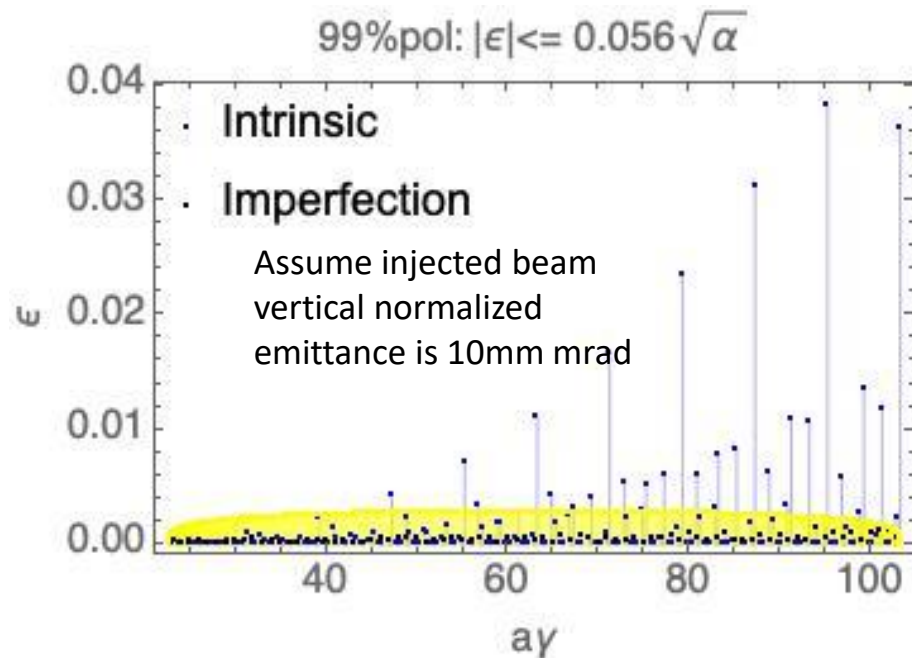 99%pol: |ϵ|<= 0.056√α
0.04
Intrinsic
0.03
Imperfection
Assume injected beam
vertical normalized
emittance is 10mm mrad
ϵ
0.02
0.01
0.00
40
60
80
100
aγ